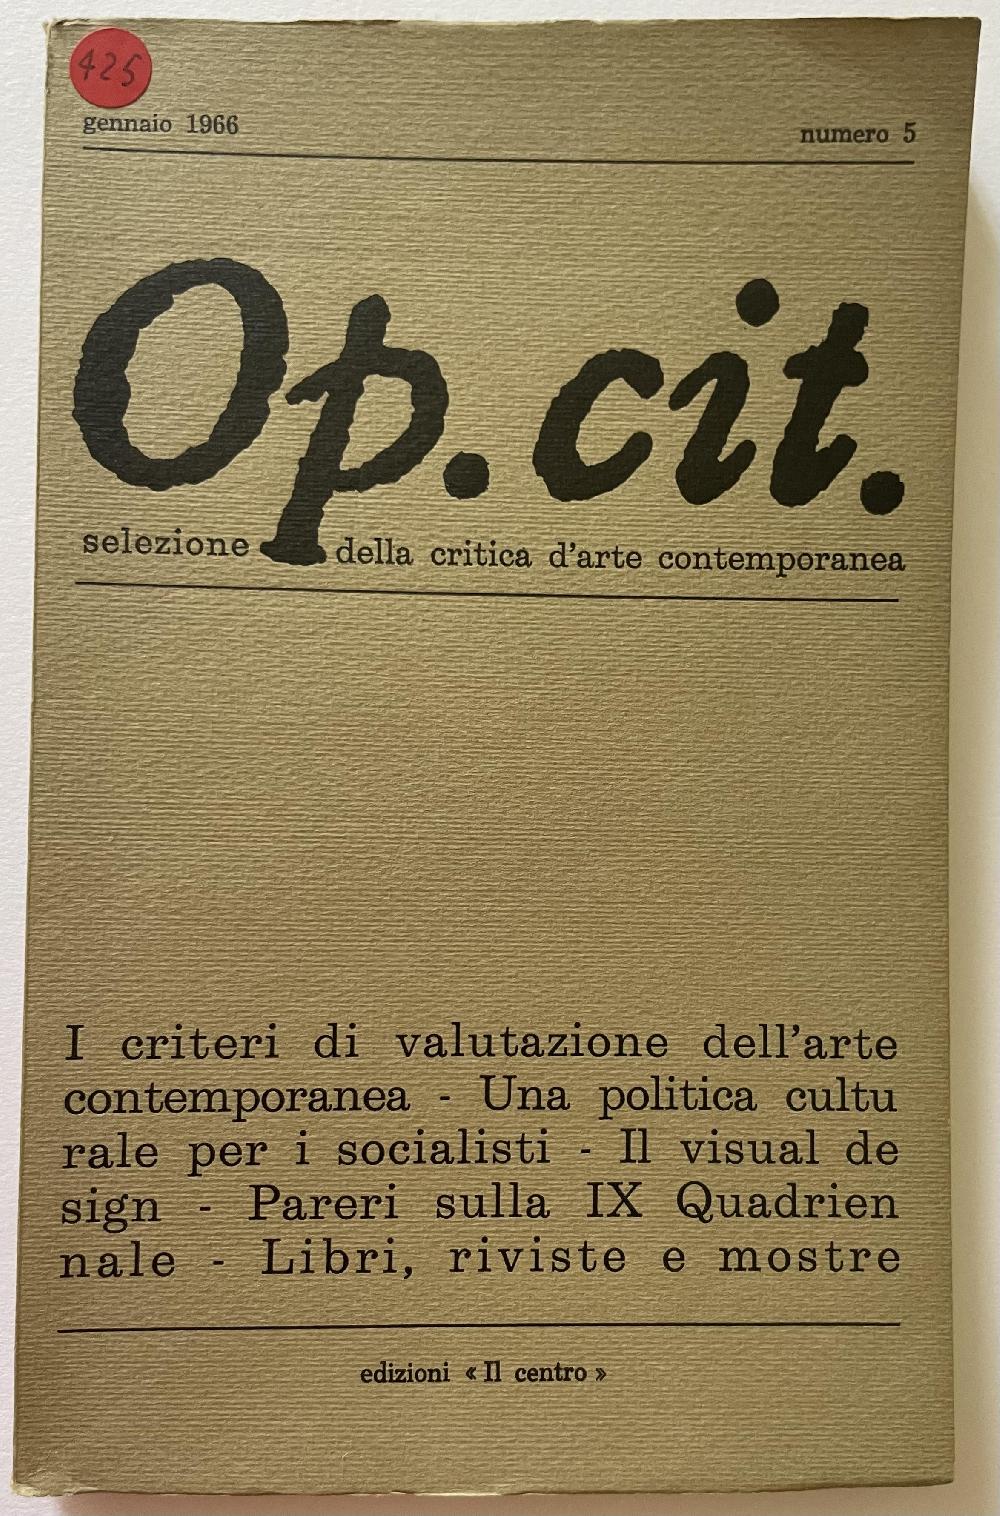 425
gennaio 1966
numero 5
Op. cit.
selezione della critica d'arte contemporanea
I criteri di valutazione dell'arte
contemporanea - Una politica cultu
rale per i socialisti - Il visual de
sign - Pareri sulla IX Quadrien
nale - Libri, riviste e mostre
edizioni « Il centro »